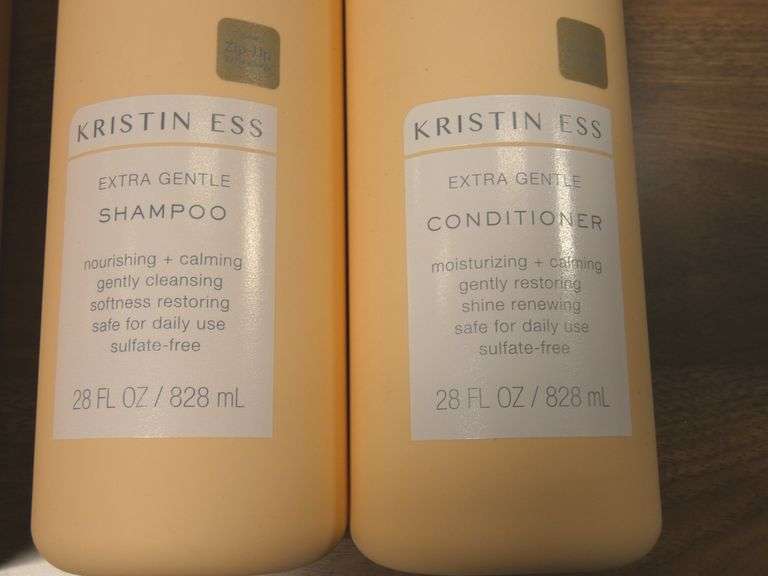 Zip-Up
KRISTIN ESS
EXTRA GENTLE
SHAMPOO
nourishing + calming
gently cleansing
softness restoring
safe for daily use
sulfate-free
28 FL OZ / 828 mL
KRISTIN ESS
EXTRA GENTLE
CONDITIONER
moisturizing + calming
gently restoring
shine renewing
safe for daily use
sulfate-free
28 FL OZ / 828 mL